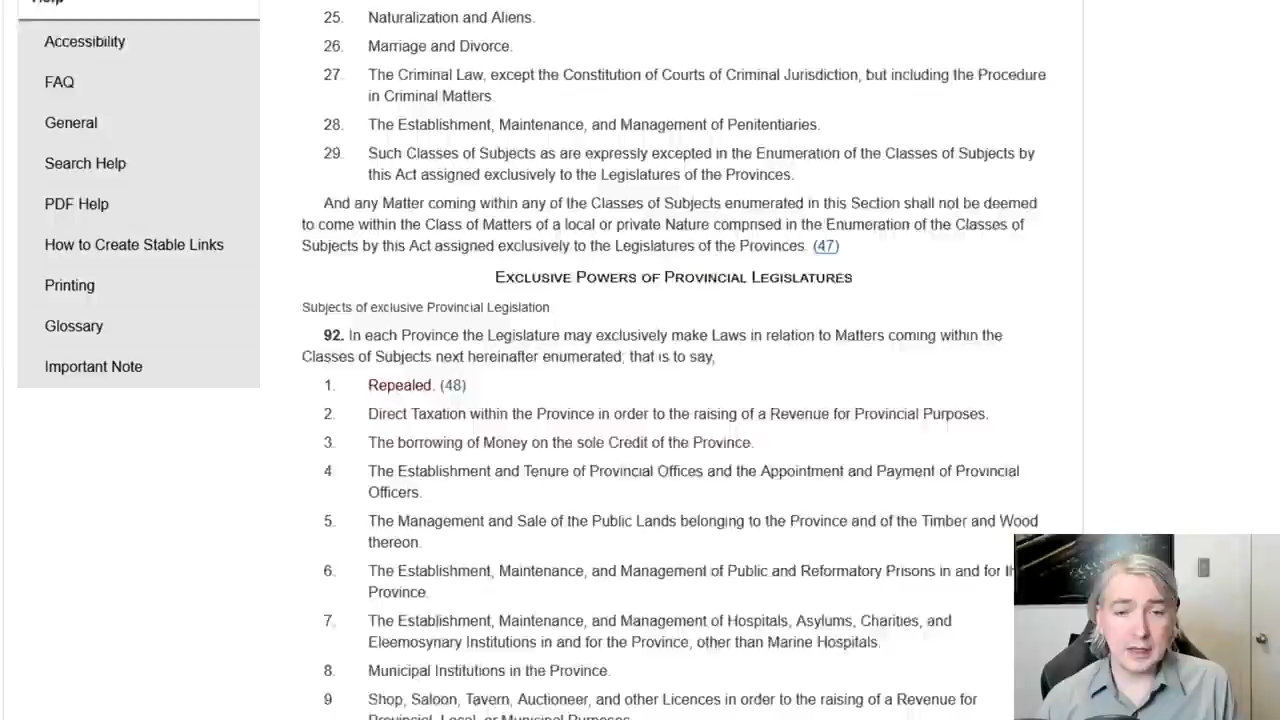 Help
25. Naturalization and Aliens.
Accessibility
26. Marriage and Divorce.
27. The Criminal Law, except the Constitution of Courts of Criminal Jurisdiction, but including the Procedure
FAQ
in Criminal Matters.
General
28. The Establishment, Maintenance, and Management of Penitentiaries.
Search Help
29. Such Classes of Subjects as are expressly excepted in the Enumeration of the Classes of Subjects by
this Act assigned exclusively to the Legislatures of the Provinces.
PDF Help
And any Matter coming within any of the Classes of Subjects enumerated in this Section shall not be deemed
to come within the Class of Matters of a local or private Nature comprised in the Enumeration of the Classes of
How to Create Stable Links
Subjects by this Act assigned exclusively to the Legislatures of the Provinces. (47)
Printing
EXCLUSIVE POWERS OF PROVINCIAL LEGISLATURES
Subjects of exclusive Provincial Legislation
Glossary
92. In each Province the Legislature may exclusively make Laws in relation to Matters coming within the
Classes of Subjects next hereinafter enumerated; that is to say,
Important Note
1. Repealed. (48)
2. Direct Taxation within the Province in order to the raising of a Revenue for Provincial Purposes.
3. The borrowing of Money on the sole Credit of the Province.
4 The Establishment and Tenure of Provincial Offices and the Appointment and Payment of Provincial
Officers.
5. The Management and Sale of the Public Lands belonging to the Province and of the Timber and Wood
thereon.
6. The Establishment, Maintenance, and Management of Public and Reformatory Prisons in and for
Province.
7. The Establishment, Maintenance, and Management of Hospitals, Asylums, Charities, and
Eleemosynary Institutions in and for the Province, other than Marine Hospitals.
8. Municipal Institutions in the Province.
9 Shop, Saloon, Tavern, Auctioneer, and other Licences in order to the raising of a Revenue for
Provincial, Local, or Municipal Purposes.